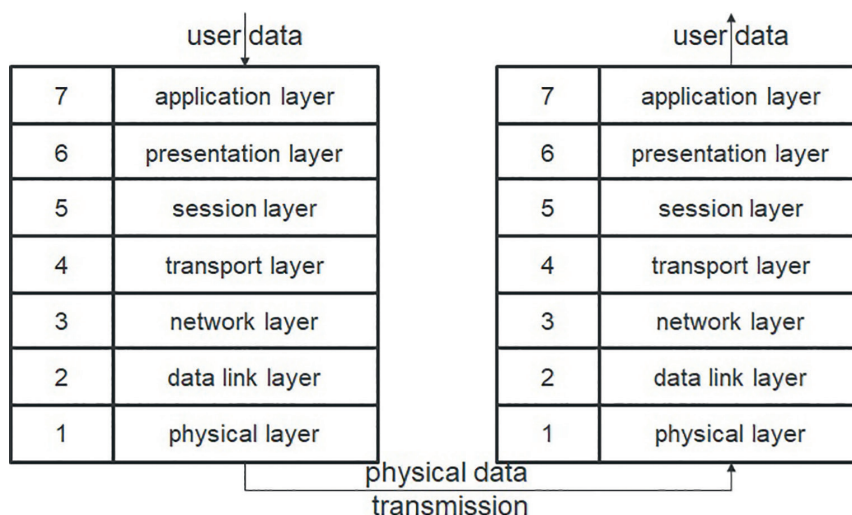 user data
7 application layer
6 presentation layer
5 session layer
4 transport layer
3 network layer
2 data link layer
1 physical layer
user data
7 application layer
6 presentation layer
5 session layer
4 transport layer
3 network layer
2 data link layer
1 physical layer
physical data
transmission